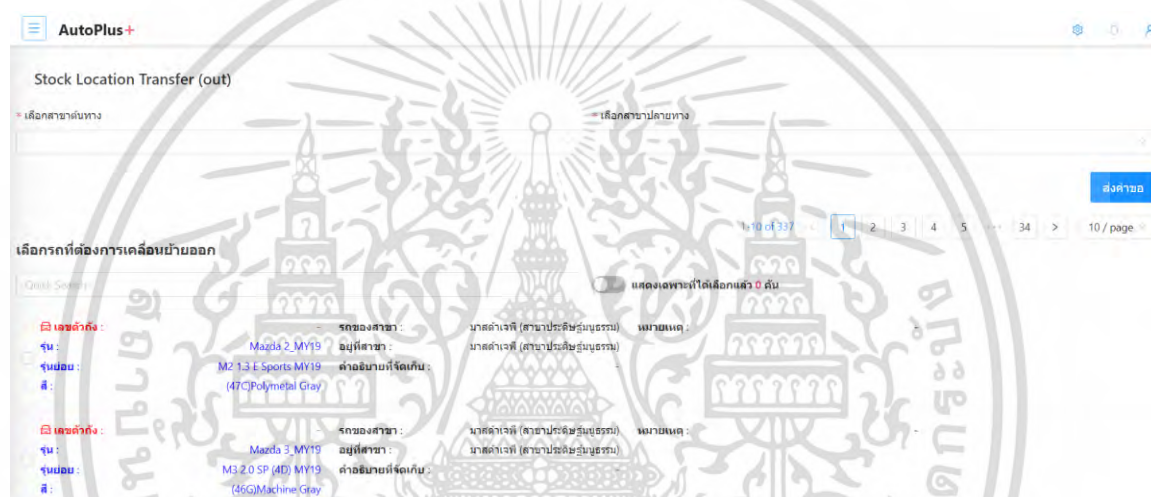 AutoPlus+
Stock Location Transfer (out)
* เลือกสาขาต้นทาง * เลือกสาขาปลายทาง
ส่งคำขอ
1-10 of 337 < 1 2 3 4 5 ••• 34 > 10 / page
เลือกรถที่ต้องการเคลื่อนย้ายออก
Quick Search แสดงเฉพาะที่ได้เลือกแล้ว 0 คัน
เลขตัวถัง : - รถของสาขา : มาสด้าเจพี (สาขาประดิษฐ์มนูธรรม) หมายเหตุ : -
รุ่น : Mazda 2_MY19 อยู่ที่สาขา : มาสด้าเจพี (สาขาประดิษฐ์มนูธรรม)
รุ่นย่อย : M2 1.3 E Sports MY19 คำอธิบายที่จัดเก็บ : -
สี : (47C)Polymetal Gray
เลขตัวถัง : - รถของสาขา : มาสด้าเจพี (สาขาประดิษฐ์มนูธรรม) หมายเหตุ : -
รุ่น : Mazda 3_MY19 อยู่ที่สาขา : มาสด้าเจพี (สาขาประดิษฐ์มนูธรรม)
รุ่นย่อย : M3 2.0 SP (4D) MY19 คำอธิบายที่จัดเก็บ : -
สี : (46G)Machine Gray